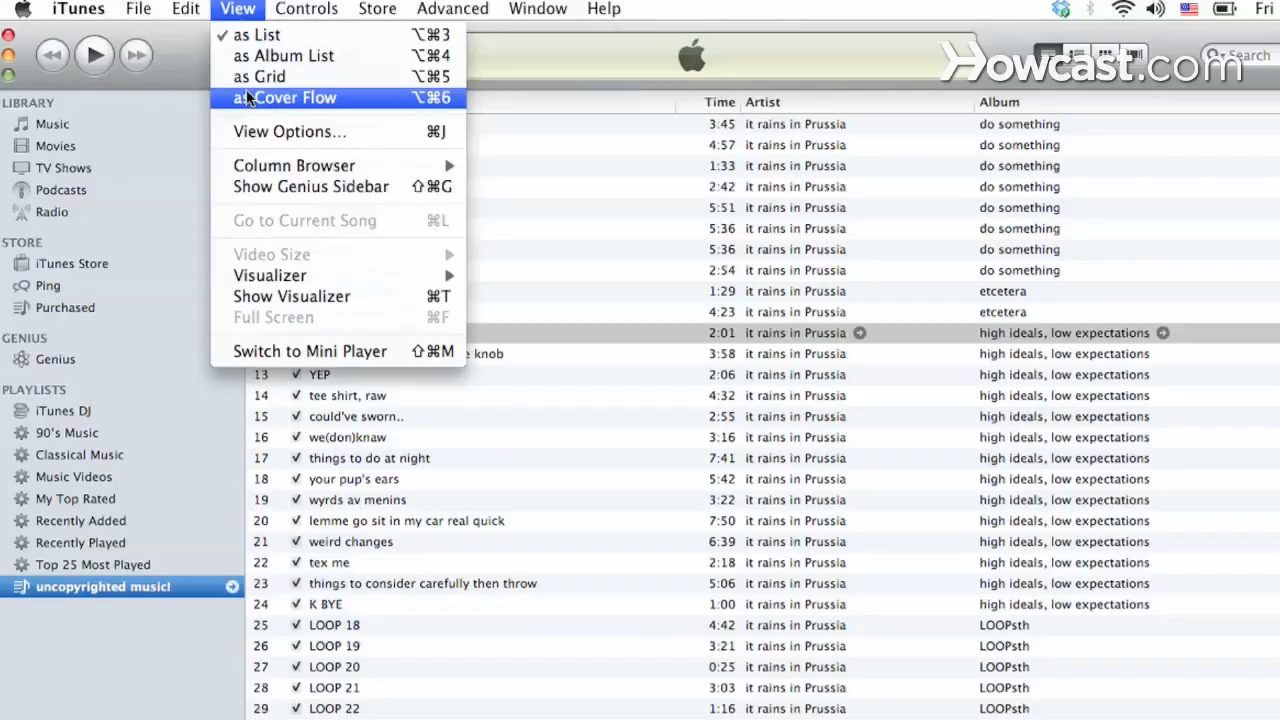 iTunes File Edit View Controls Store Advanced Window Help Fri
✓ as List ⌥⌘3
as Album List ⌥⌘4
as Grid ⌥⌘5
as Cover Flow ⌥⌘6
View Options... ⌘J
Column Browser
Show Genius Sidebar ⇧⌘G
Go to Current Song ⌘L
Video Size
Visualizer
Show Visualizer ⌘T
Full Screen ⌘F
Switch to Mini Player ⇧⌘M
Howcast.com
Search
LIBRARY
Music
Movies
TV Shows
Podcasts
Radio
STORE
iTunes Store
Ping
Purchased
GENIUS
Genius
PLAYLISTS
iTunes DJ
90's Music
Classical Music
Music Videos
My Top Rated
Recently Added
Recently Played
Top 25 Most Played
uncopyrighted music!
Time Artist Album
3:45 it rains in Prussia do something
4:57 it rains in Prussia do something
1:33 it rains in Prussia do something
2:42 it rains in Prussia do something
5:51 it rains in Prussia do something
5:36 it rains in Prussia do something
5:36 it rains in Prussia do something
2:54 it rains in Prussia do something
1:29 it rains in Prussia etcetera
4:23 it rains in Prussia etcetera
2:01 it rains in Prussia high ideals, low expectations
knob 3:58 it rains in Prussia high ideals, low expectations
13 ✓ YEP 2:06 it rains in Prussia high ideals, low expectations
14 ✓ tee shirt, raw 4:32 it rains in Prussia high ideals, low expectations
15 ✓ could've sworn.. 2:55 it rains in Prussia high ideals, low expectations
16 ✓ we(don)knaw 3:16 it rains in Prussia high ideals, low expectations
17 ✓ things to do at night 7:41 it rains in Prussia high ideals, low expectations
18 ✓ your pup's ears 5:42 it rains in Prussia high ideals, low expectations
19 ✓ wyrds av menins 3:22 it rains in Prussia high ideals, low expectations
20 ✓ lemme go sit in my car real quick 7:50 it rains in Prussia high ideals, low expectations
21 ✓ weird changes 6:39 it rains in Prussia high ideals, low expectations
22 ✓ tex me 2:18 it rains in Prussia high ideals, low expectations
23 ✓ things to consider carefully then throw 5:06 it rains in Prussia high ideals, low expectations
24 ✓ K BYE 1:00 it rains in Prussia high ideals, low expectations
25 ✓ LOOP 18 4:42 it rains in Prussia LOOPsth
26 ✓ LOOP 19 3:21 it rains in Prussia LOOPsth
27 ✓ LOOP 20 0:25 it rains in Prussia LOOPsth
28 ✓ LOOP 21 3:03 it rains in Prussia LOOPsth
29 ✓ LOOP 22 1:16 it rains in Prussia LOOPsth